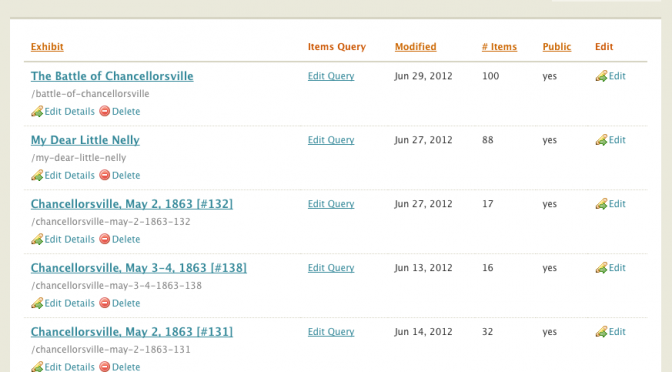 Exhibit Items Query Modified # Items Public Edit
The Battle of Chancellorsville Edit Query Jun 29, 2012 100 yes Edit
/battle-of-chancellorsville
Edit Details Delete
My Dear Little Nelly Edit Query Jun 27, 2012 88 yes Edit
/my-dear-little-nelly
Edit Details Delete
Chancellorsville, May 2, 1863 [#132] Edit Query Jun 27, 2012 17 yes Edit
/chancellorsville-may-2-1863-132
Edit Details Delete
Chancellorsville, May 3-4, 1863 [#138] Edit Query Jun 13, 2012 16 yes Edit
/chancellorsville-may-3-4-1863-138
Edit Details Delete
Chancellorsville, May 2, 1863 [#131] Edit Query Jun 14, 2012 32 yes Edit
/chancellorsville-may-2-1863-131
Edit Details Delete